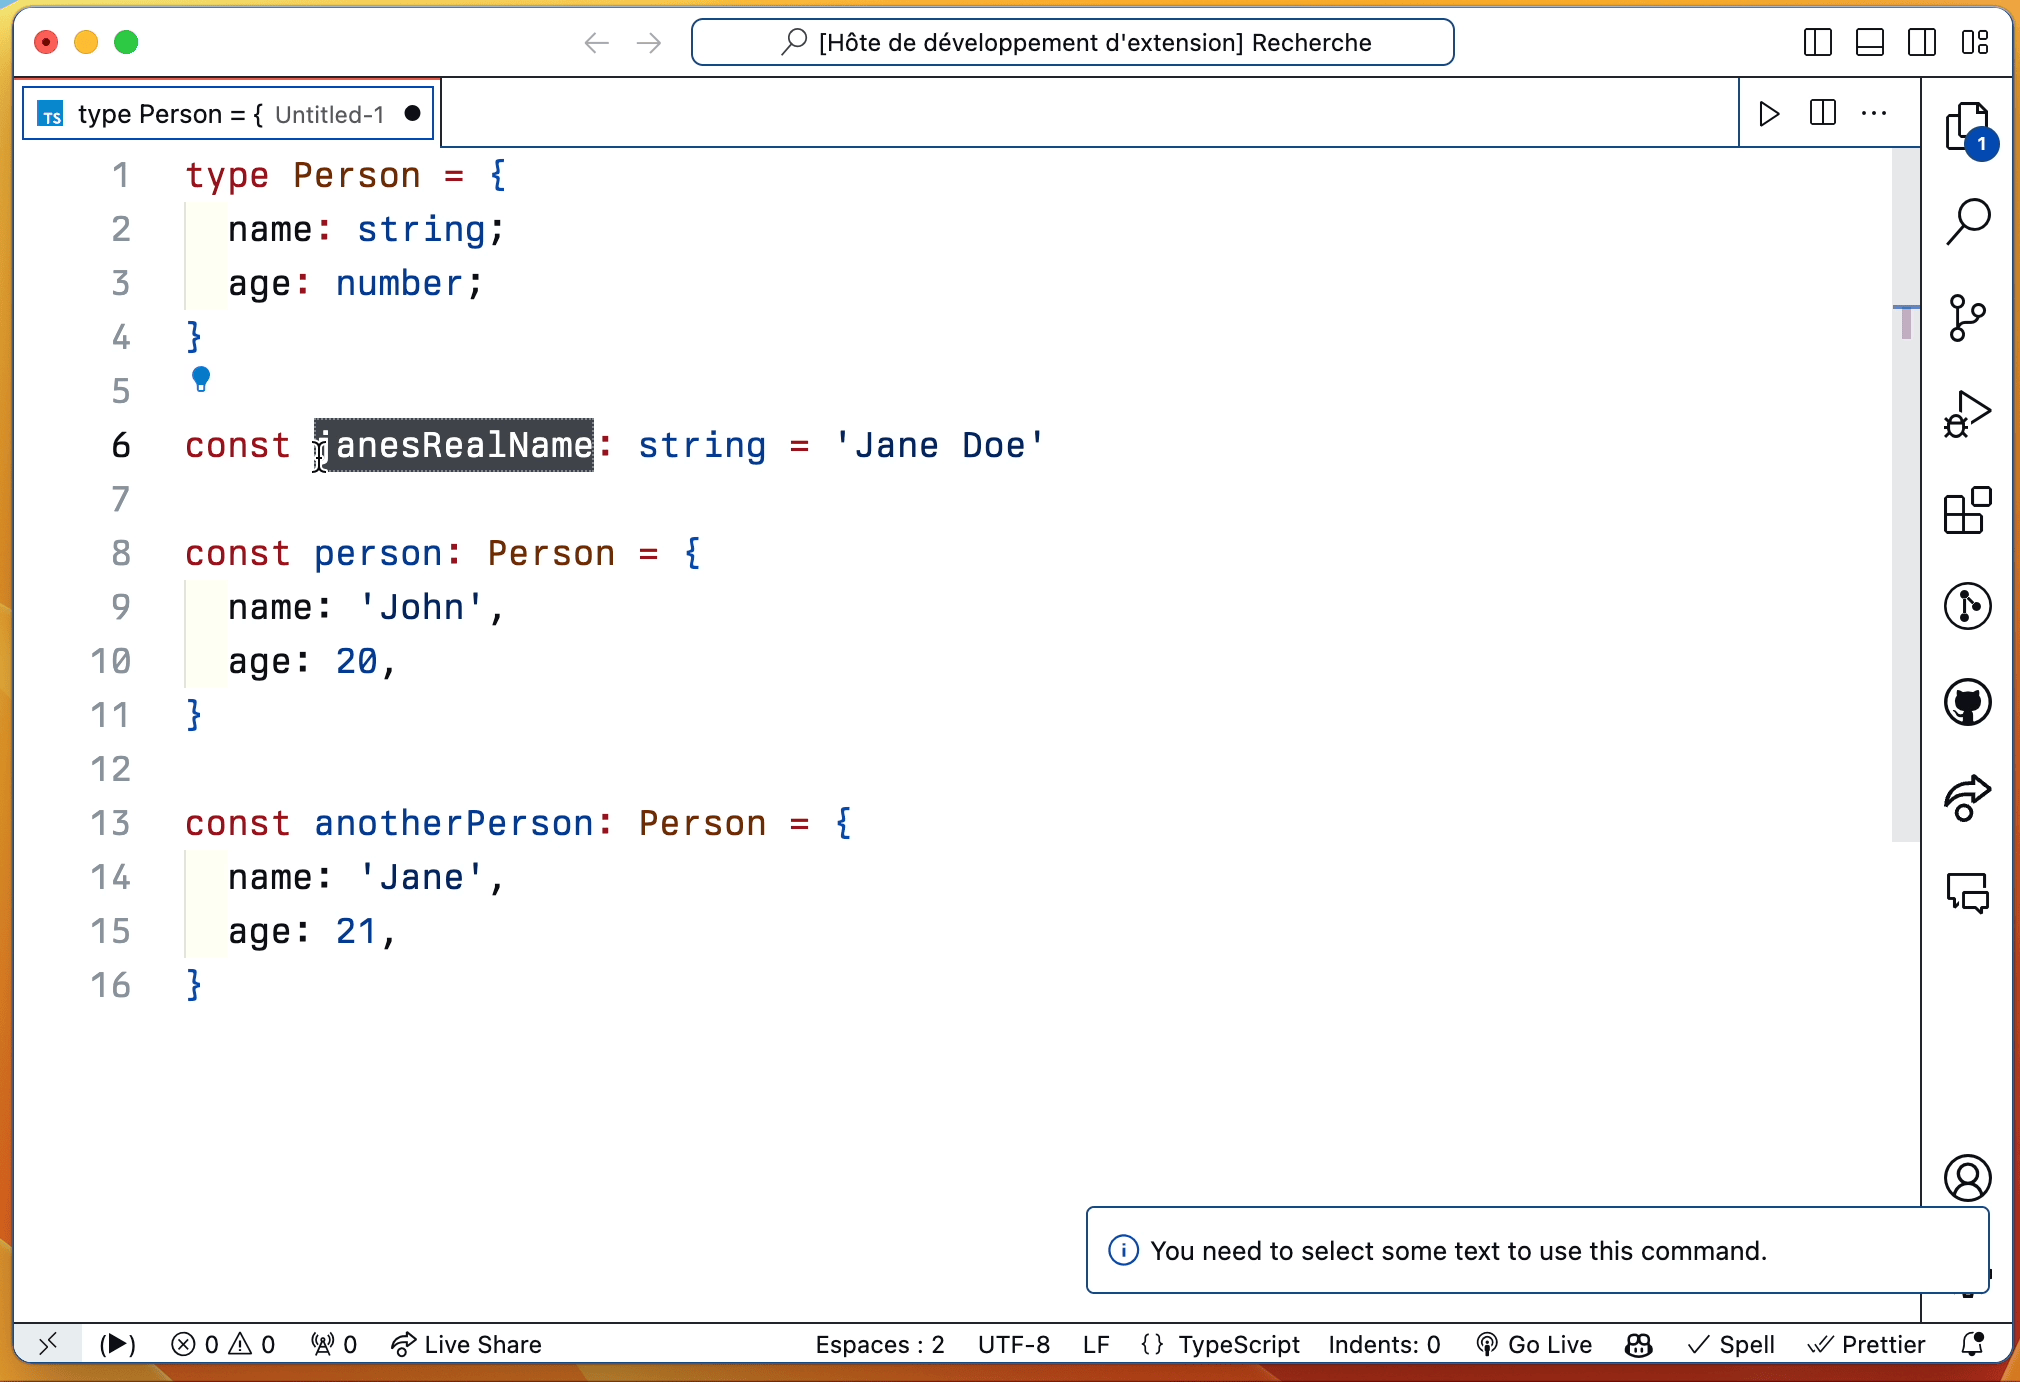 [Hôte de développement d'extension] Recherche
TS type Person = { Untitled-1
1
1 type Person = {
2 name: string;
3 age: number;
4 }
5
6 const janesRealName: string = 'Jane Doe'
7
8 const person: Person = {
9 name: 'John',
10 age: 20,
11 }
12
13 const anotherPerson: Person = {
14 name: 'Jane',
15 age: 21,
16 }
You need to select some text to use this command.
0 0 0 Live Share Espaces : 2 UTF-8 LF {} TypeScript Indents: 0 Go Live Spell Prettier